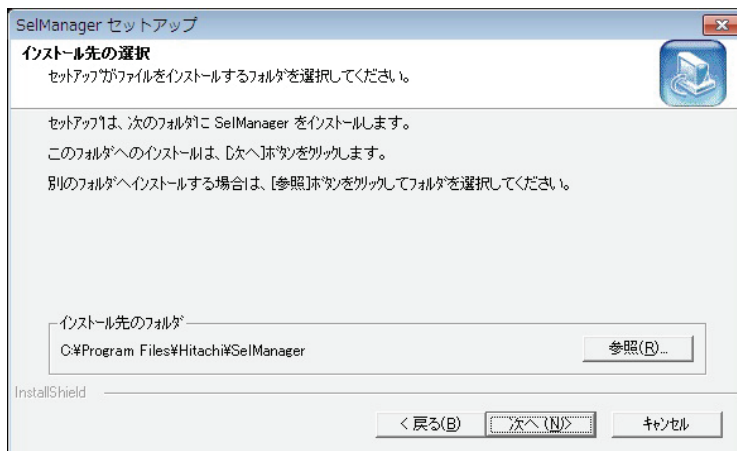 SelManager セットアップ
インストール先の選択
セットアップがファイルをインストールするフォルダを選択してください。
セットアップは、次のフォルダに SelManager をインストールします。
このフォルダへのインストールは、[次へ]ボタンをクリックします。
別のフォルダへインストールする場合は、[参照]ボタンをクリックしてフォルダを選択してください。
インストール先のフォルダ
C:¥Program Files¥Hitachi¥SelManager
参照(R)...
InstallShield
< 戻る(B)
次へ(N)>
キャンセル